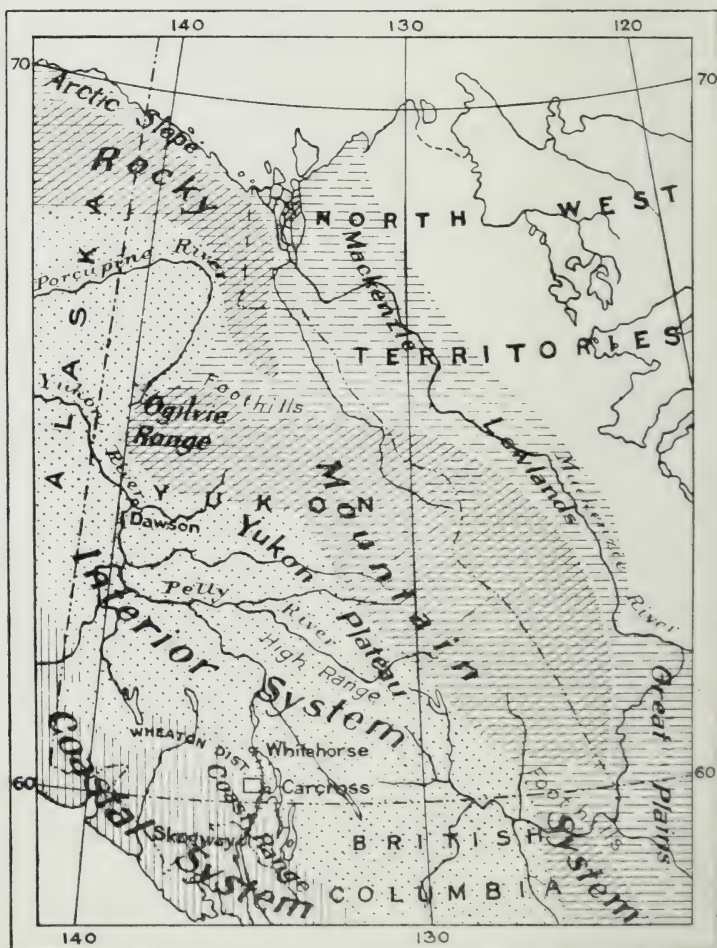 140
130
120
70
70
Arctic Slope
Rocky
NORTH WEST
Mackenzie
ALASKA
Porcupine River
TERRITORIES
Foothills
Yukon
River
Ogilvie
Range
Lowlands
Mackenzie River
Mountain
YUKON
Dawson
Yukon
Plateau
Interior
Pelly River
High Range
System
Great Plains
WHEATON DIST.
Whitehorse
60
60
Carcross
Coastal
System
Coast Range
Skagway
Foothills
System
BRITISH
COLUMBIA
140
130